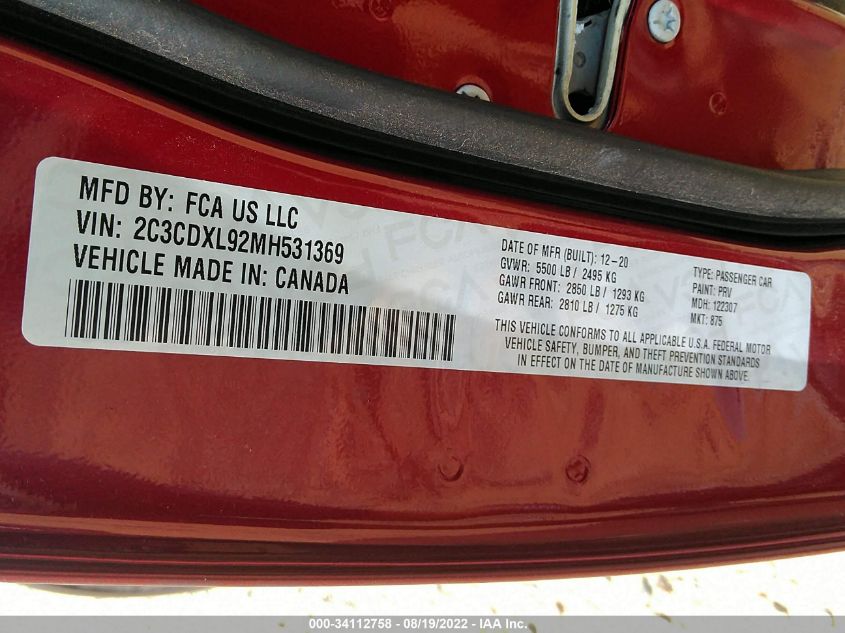 MFD BY: FCA US LLC
VIN: 2C3CDXL92MH531369
VEHICLE MADE IN: CANADA
DATE OF MFR (BUILT): 12-20
GVWR: 5500 LB / 2495 KG
GAWR FRONT: 2850 LB / 1293 KG
GAWR REAR: 2810 LB / 1275 KG
TYPE: PASSENGER CAR
PAINT: PRV
MDH: 122307
MKT: 875
THIS VEHICLE CONFORMS TO ALL APPLICABLE U.S.A. FEDERAL MOTOR
VEHICLE SAFETY, BUMPER, AND THEFT PREVENTION STANDARDS
IN EFFECT ON THE DATE OF MANUFACTURE SHOWN ABOVE.
000-34112758 - 08/19/2022 - IAA Inc.